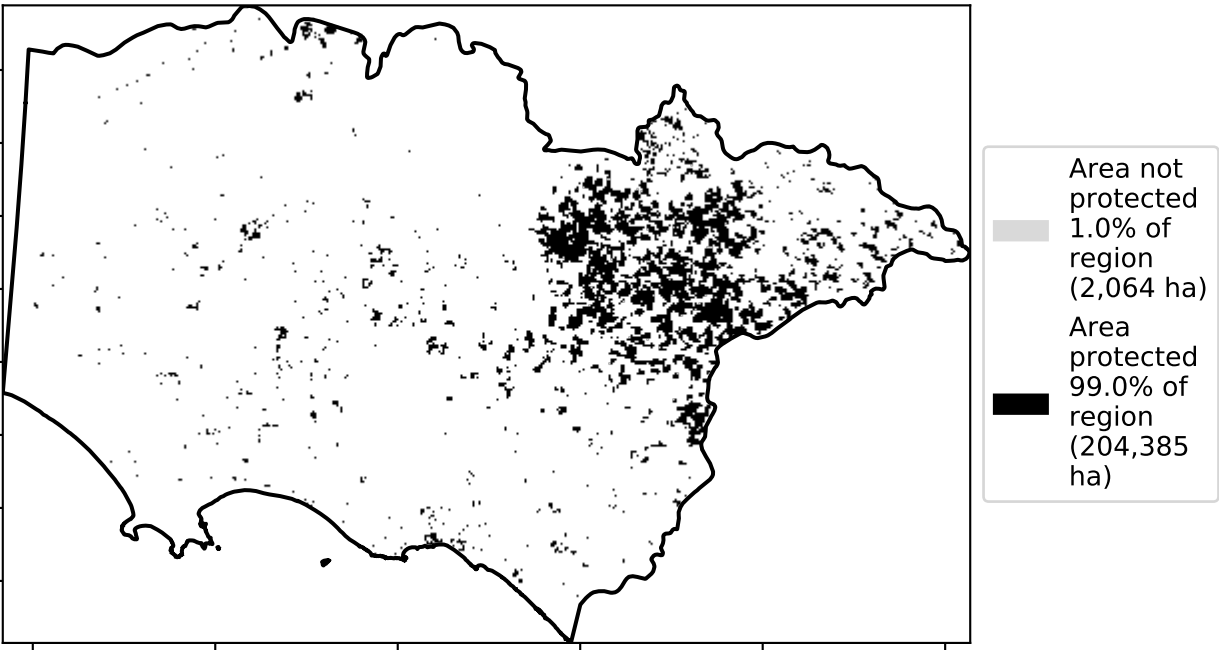 Area not
protected
1.0% of
region
(2,064 ha)
Area
protected
99.0% of
region
(204,385
ha)